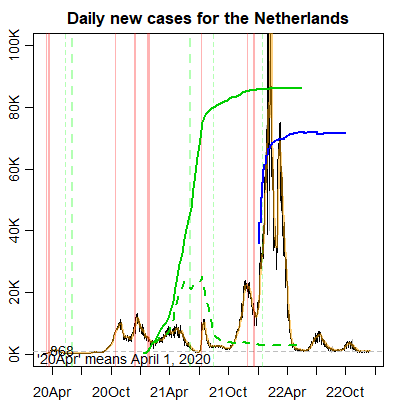 Daily new cases for the Netherlands
100K
80K
60K
40K
20K
0K
868
'20Apr' means April 1, 2020
20Apr 20Oct 21Apr 21Oct 22Apr 22Oct